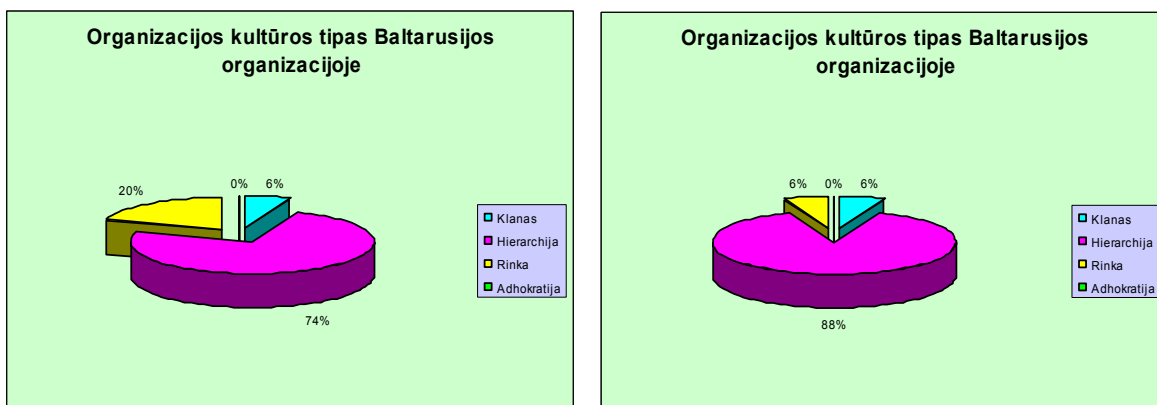 Organizacijos kultūros tipas Baltarusijos
organizacijoje
20%
0%
6%
74%
Klanas
Hierarchija
Rinka
Adhokratija
Organizacijos kultūros tipas Baltarusijos
organizacijoje
6%
0%
6%
88%
Klanas
Hierarchija
Rinka
Adhokratija